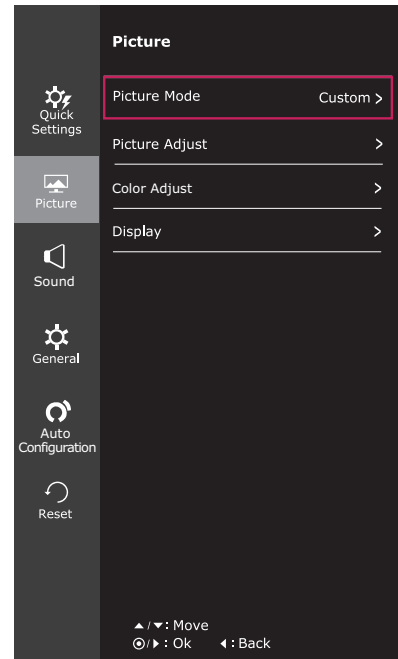 Picture
Quick
Settings
Picture
Sound
General
Auto
Configuration
Reset
Picture Mode Custom >
Picture Adjust >
Color Adjust >
Display >
▲/▼: Move
⦿/▶ : Ok ◀ : Back